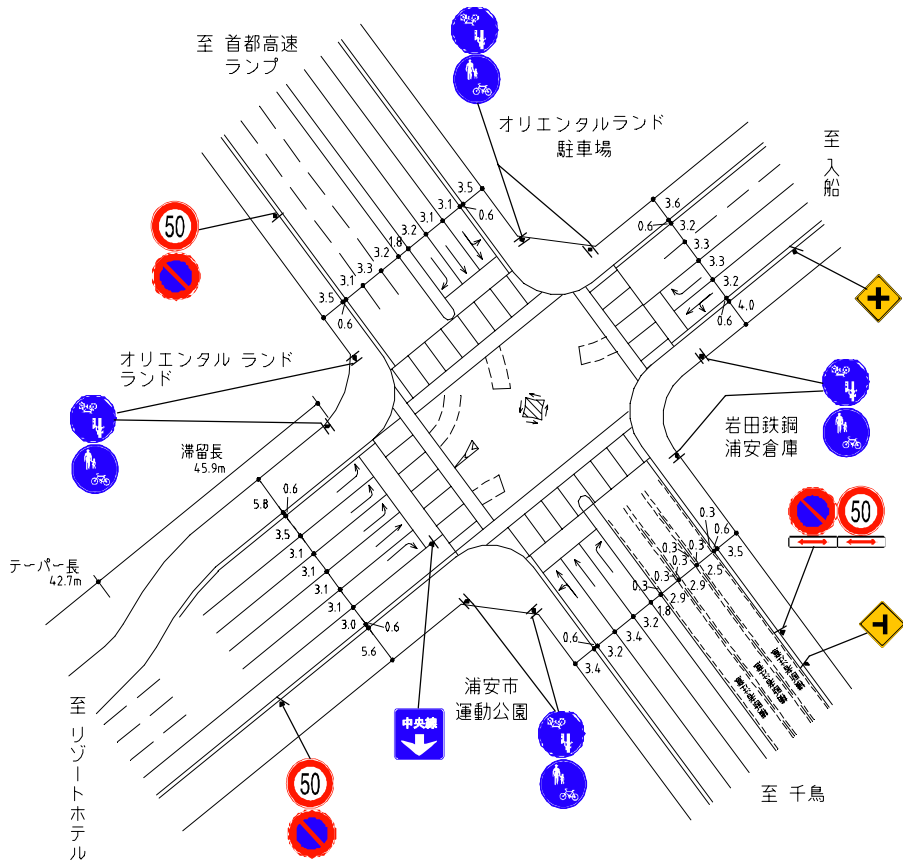 至 首都高速
ランプ
オリエンタルランド
駐車場
至 入船
50
3.5
0.6
3.1
3.1
3.2
1.8
3.2
3.3
3.1
3.5
0.6
3.6
0.6
3.2
3.3
3.3
3.2
4.0
0.6
オリエンタル ランド
ランド
滞留長
45.9m
テーパー長
42.7m
岩田鉄鋼
浦安倉庫
50
5.8
0.6
3.5
3.1
3.1
3.1
3.0
0.6
5.6
0.3
0.6
3.5
0.3
2.5
0.3
0.3
2.9
0.3
2.9
0.3
1.8
3.2
3.4
3.2
0.6
3.4
浦安市
運動公園
中央線
50
至 リゾートホテル
至 千鳥